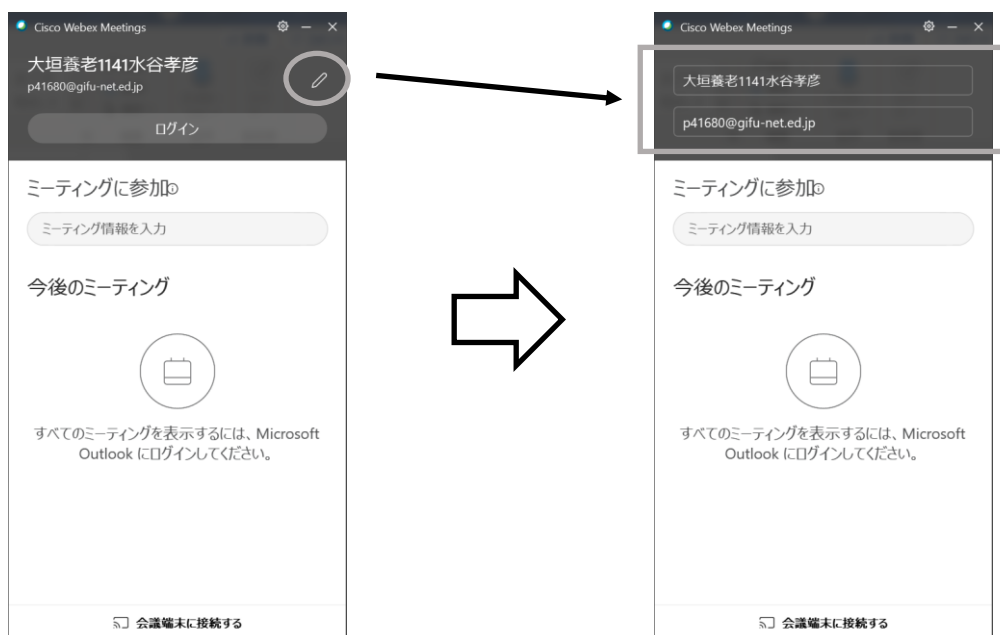 Cisco Webex Meetings
大垣養老1141水谷孝彦
p41680@gifu-net.ed.jp
ログイン
ミーティングに参加
ミーティング情報を入力
今後のミーティング
すべてのミーティングを表示するには、Microsoft
Outlook にログインしてください。
会議端末に接続する
Cisco Webex Meetings
大垣養老1141水谷孝彦
p41680@gifu-net.ed.jp
ミーティングに参加
ミーティング情報を入力
今後のミーティング
すべてのミーティングを表示するには、Microsoft
Outlook にログインしてください。
会議端末に接続する